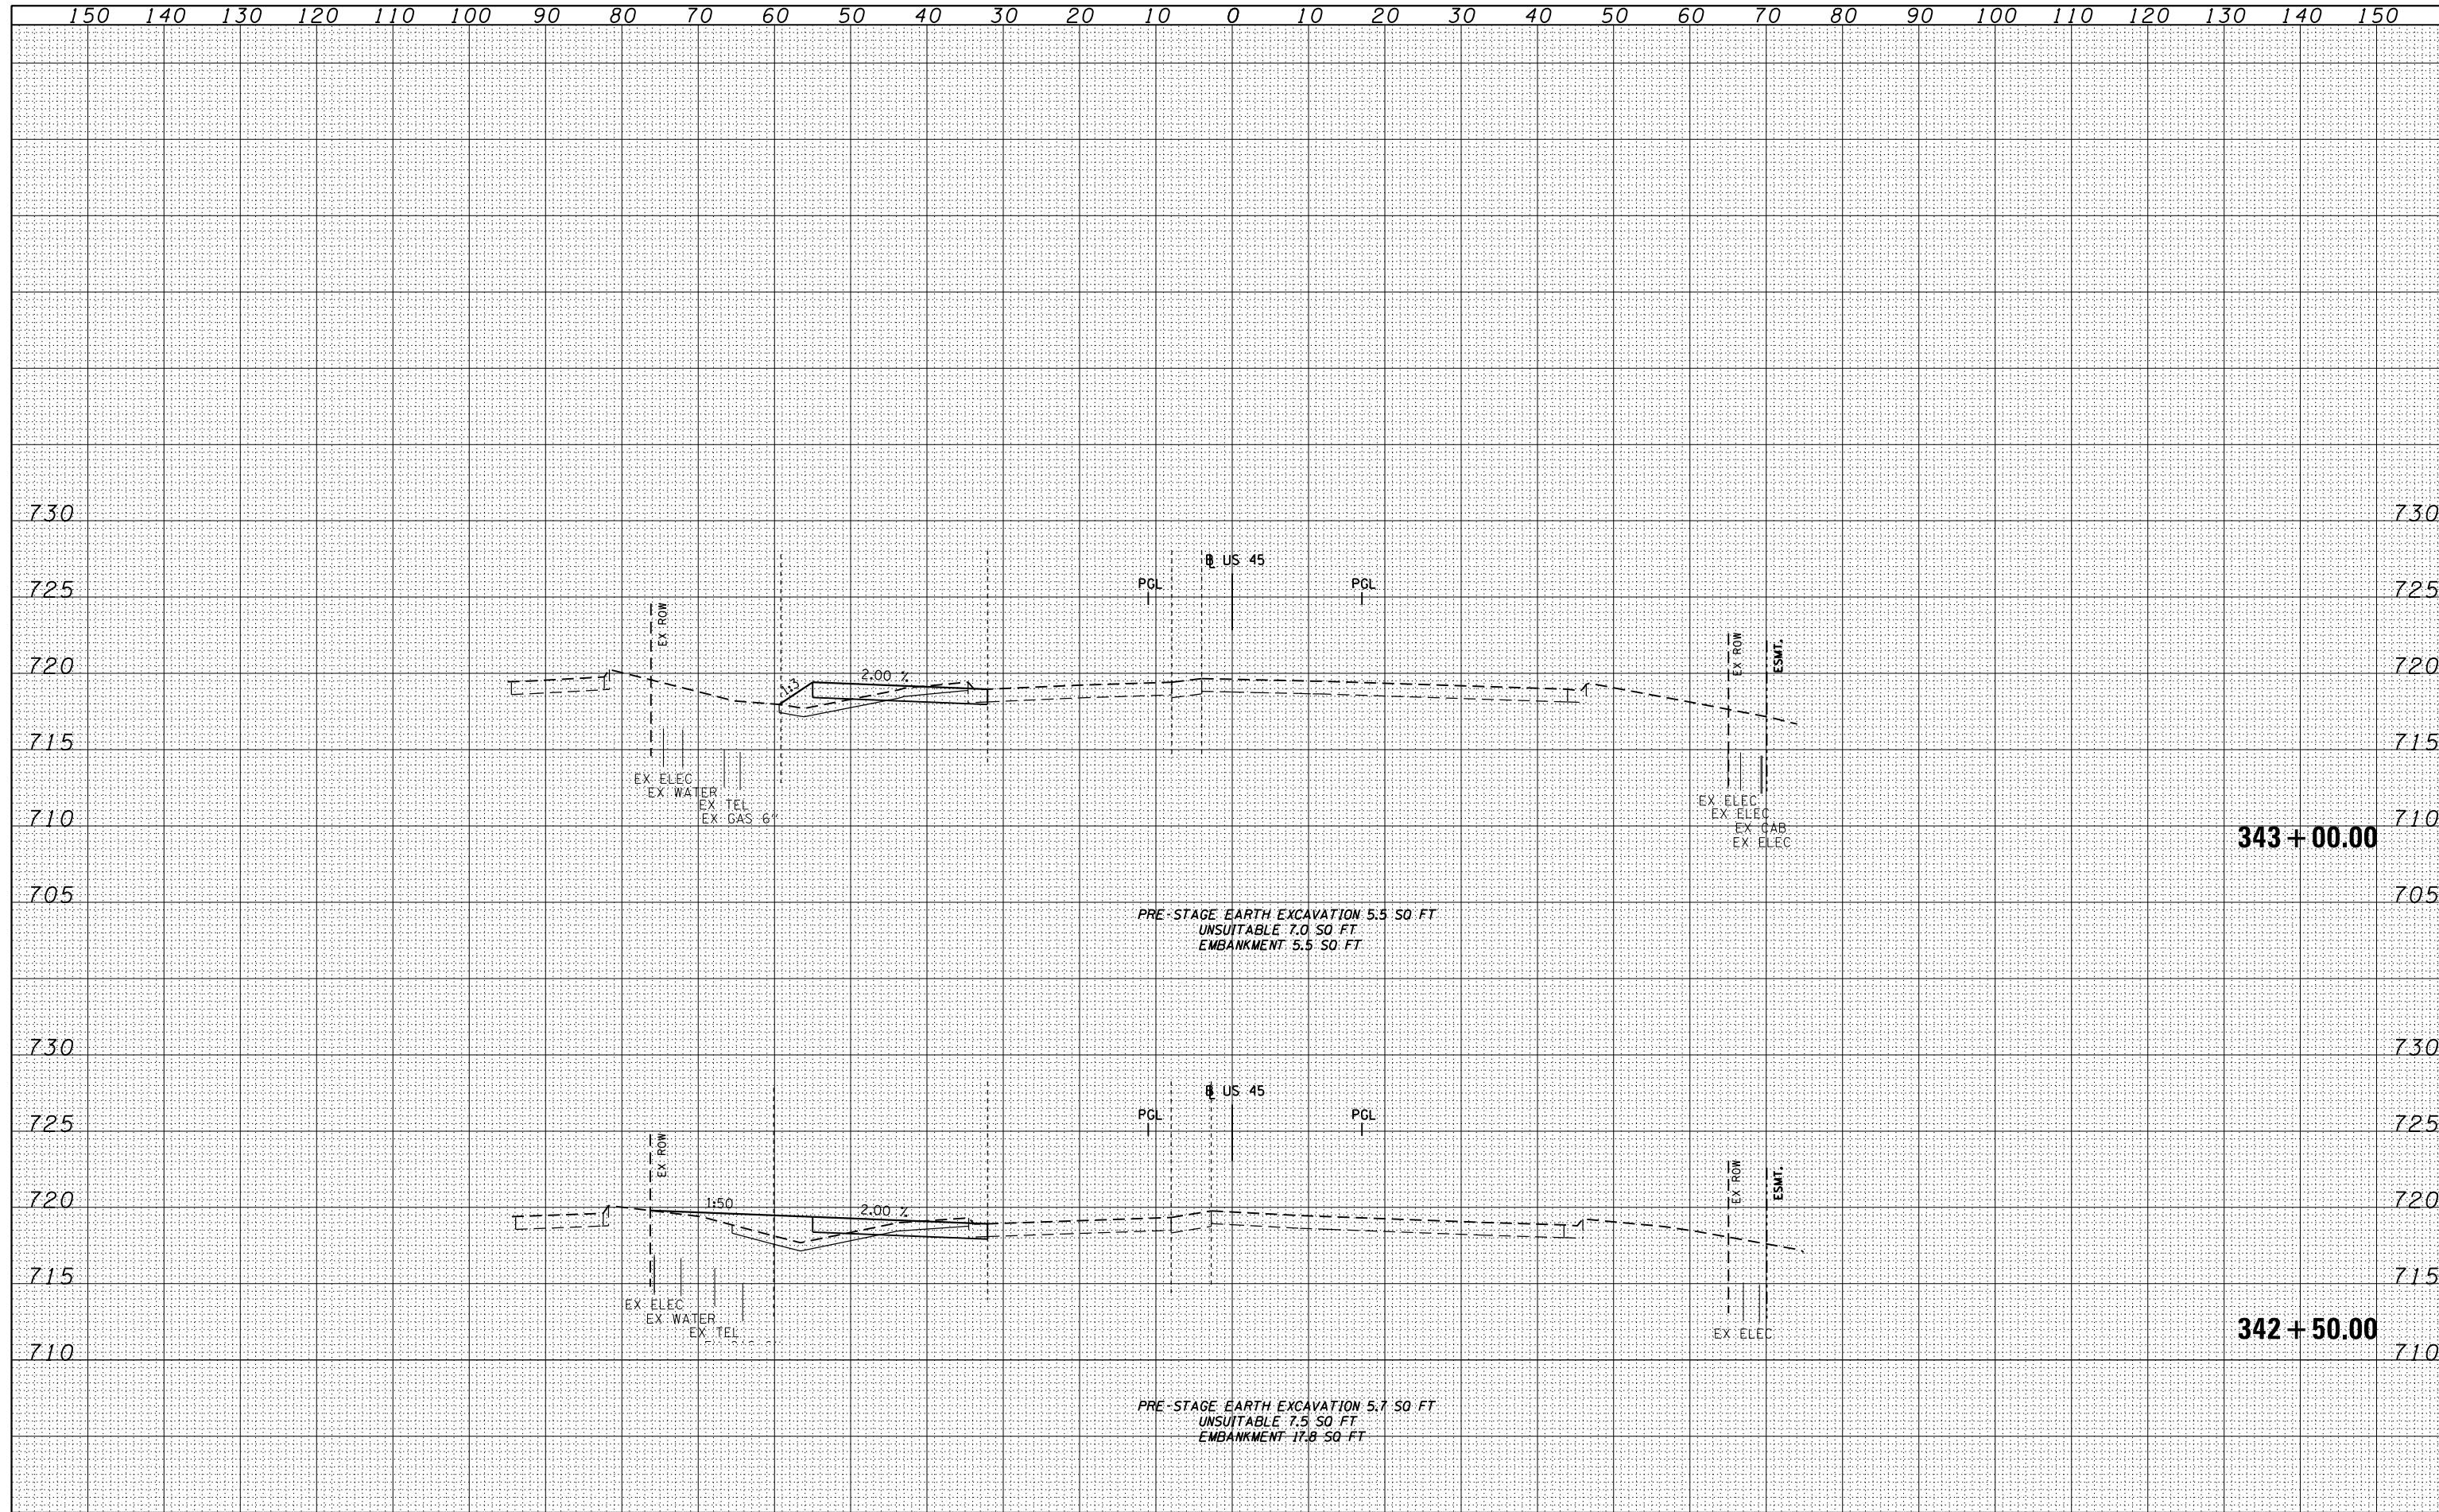 150 140 130 120 110 100 90 80 70 60 50 40 30 20 10 0 10 20 30 40 50 60 70 80 90 100 110 120 130 140 150
730 730
US 45
725 PGL PGL 725
EX ROW
EX ROW
ESMT.
720 1:3 2.00 % 720
715 715
EX ELEC
EX WATER
EX TEL
EX GAS 6"
EX ELEC
EX ELEC
EX CAB
EX ELEC
710 710
343 + 00.00
705 705
PRE-STAGE EARTH EXCAVATION 5.5 SQ FT
UNSUITABLE 7.0 SQ FT
EMBANKMENT 5.5 SQ FT
730 730
US 45
725 PGL PGL 725
EX ROW
EX ROW
ESMT.
720 1:50 2.00 % 720
715 715
EX ELEC
EX WATER
EX TEL
EX ELEC
342 + 50.00
710 710
PRE-STAGE EARTH EXCAVATION 5.7 SQ FT
UNSUITABLE 7.5 SQ FT
EMBANKMENT 17.8 SQ FT